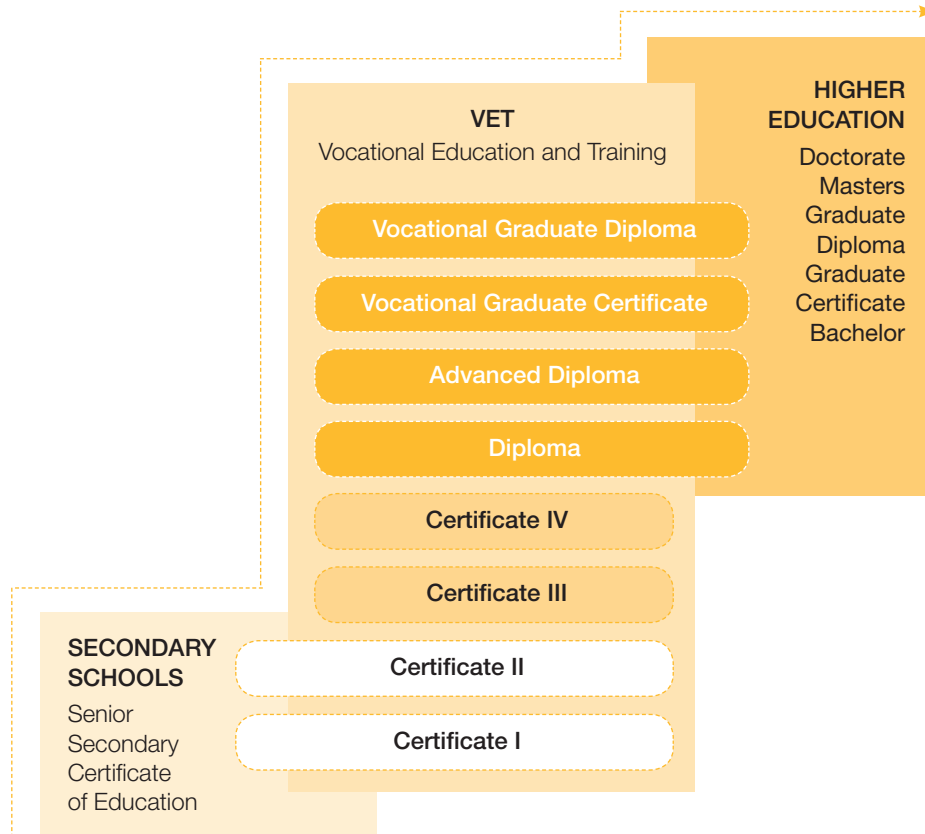 HIGHER
EDUCATION
Doctorate
Masters
Graduate
Diploma
Graduate
Certificate
Bachelor
VET
Vocational Education and Training
Vocational Graduate Diploma
Vocational Graduate Certificate
Advanced Diploma
Diploma
Certificate IV
Certificate III
Certificate II
Certificate I
SECONDARY
SCHOOLS
Senior
Secondary
Certificate
of Education